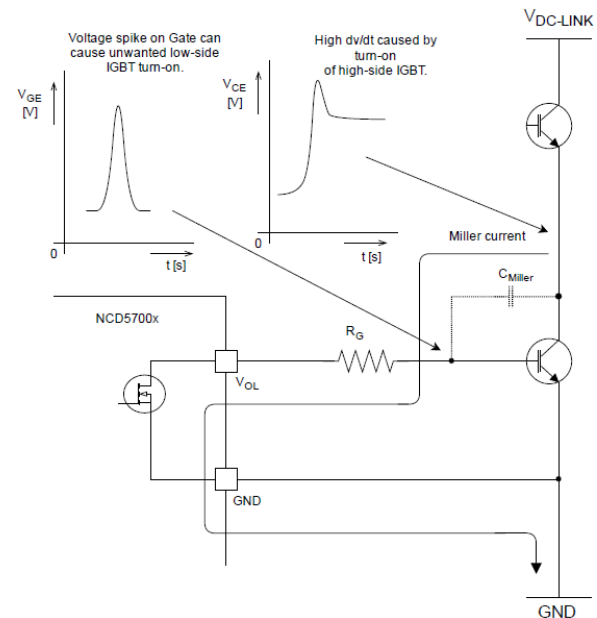 Voltage spike on Gate can
cause unwanted low-side
IGBT turn-on.
High dv/dt caused by
turn-on
of high-side IGBT.
VDC-LINK
VGE
[V]
VCE
[V]
0
t [s]
0
t [s]
Miller current
CMiller
NCD5700x
RG
VOL
GND
GND